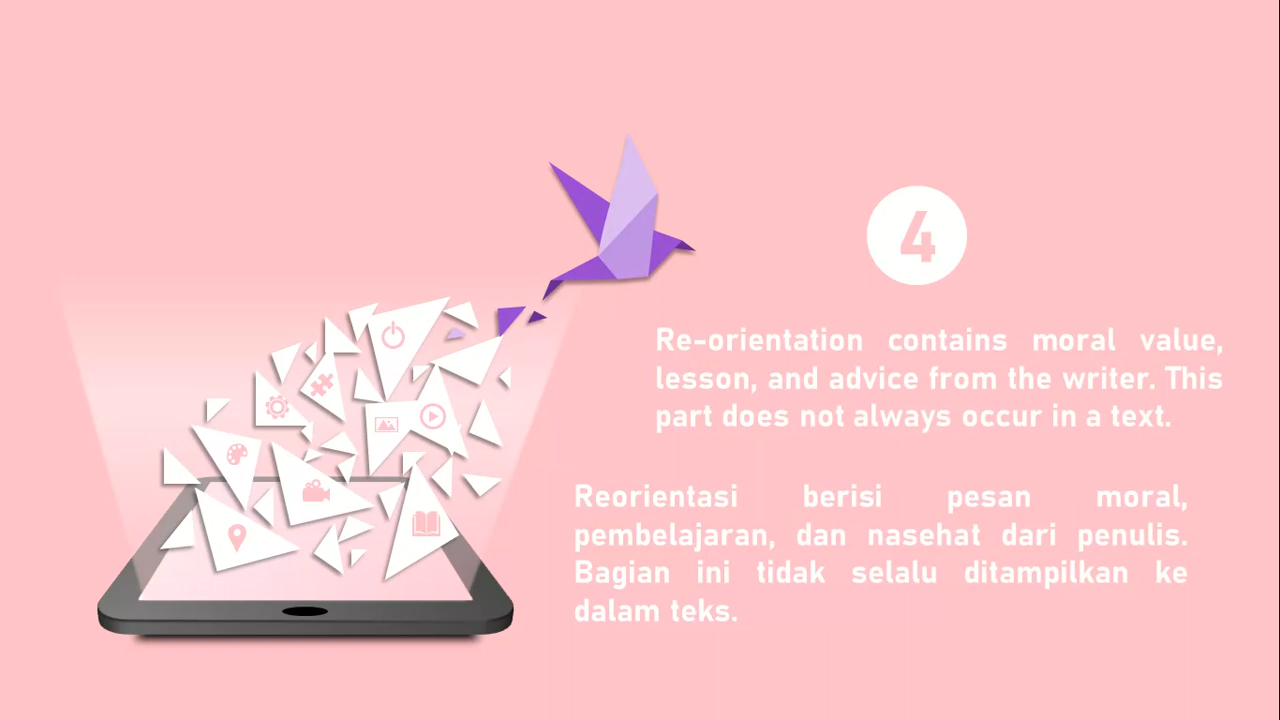 4
Re-orientation contains moral value,
lesson, and advice from the writer. This
part does not always occur in a text.
Reorientasi berisi pesan moral,
pembelajaran, dan nasehat dari penulis.
Bagian ini tidak selalu ditampilkan ke
dalam teks.